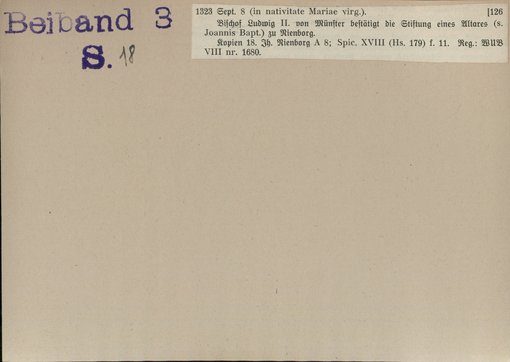 Beiband 3
S. 18
1323 Sept. 8 (in nativitate Mariae virg.). [126
Bischof Ludwig II. von Münster bestätigt die Stiftung eines Altares (s.
Joannis Bapt.) zu Nienborg.
Kopien 18. Jh. Nienborg A 8; Spic. XVIII (Hs. 179) f. 11. Reg.: WUB
VIII nr. 1680.